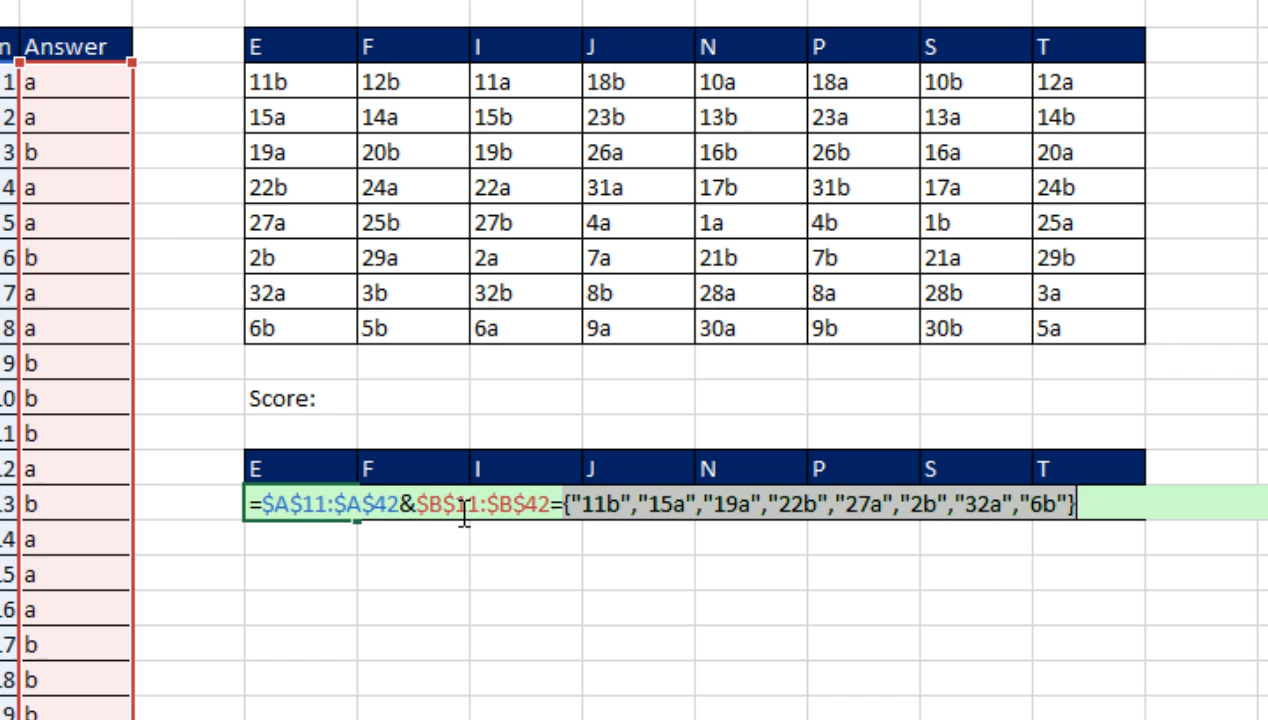 n Answer E F I J N P S T
1 a 11b 12b 11a 18b 10a 18a 10b 12a
2 a 15a 14a 15b 23b 13b 23a 13a 14b
3 b 19a 20b 19b 26a 16b 26b 16a 20a
4 a 22b 24a 22a 31a 17b 31b 17a 24b
5 a 27a 25b 27b 4a 1a 4b 1b 25a
6 b 2b 29a 2a 7a 21b 7b 21a 29b
7 a 32a 3b 32b 8b 28a 8a 28b 3a
8 a 6b 5b 6a 9a 30a 9b 30b 5a
9 b
.0 b Score:
11 b
12 a E F I J N P S T
13 b =$A$11:$A$42&$B$11:$B$42={"11b","15a","19a","22b","27a","2b","32a","6b"}
14 a
15 a
16 a
17 b
18 b
.9 b